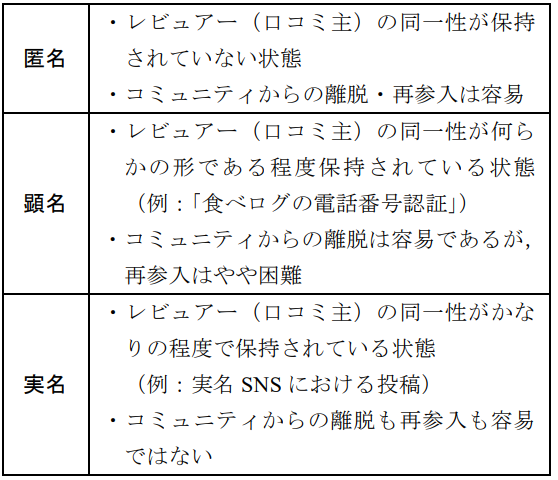 匿名
・レビュアー（口コミ主）の同一性が保持
されていない状態
・コミュニティからの離脱・再参入は容易
顕名
・レビュアー（口コミ主）の同一性が何ら
かの形である程度保持されている状態
（例：「食べログの電話番号認証」）
・コミュニティからの離脱は容易であるが，
再参入はやや困難
実名
・レビュアー（口コミ主）の同一性がかな
りの程度で保持されている状態
（例：実名 SNS における投稿）
・コミュニティからの離脱も再参入も容易
ではない